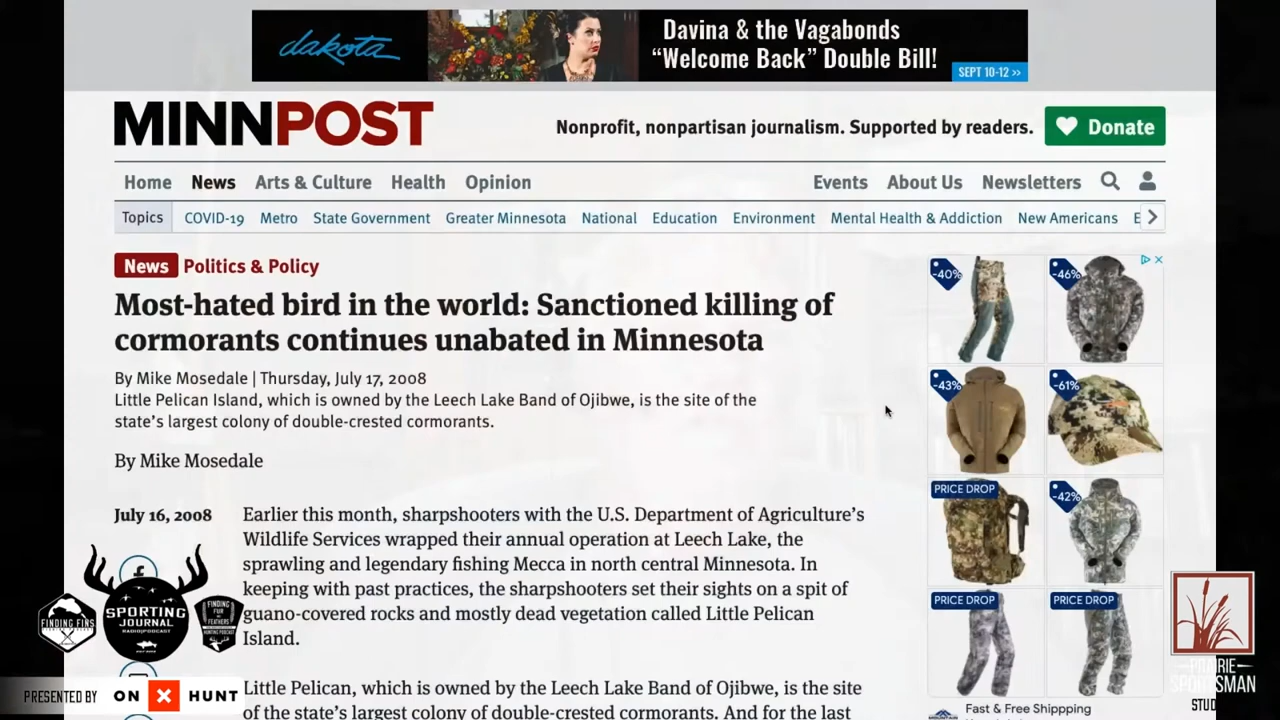 dakota
Davina & the Vagabonds
“Welcome Back” Double Bill!
SEPT 10-12 >>
MINNPOST
Nonprofit, nonpartisan journalism. Supported by readers.
Donate
Home News Arts & Culture Health Opinion Events About Us Newsletters
Topics COVID-19 Metro State Government Greater Minnesota National Education Environment Mental Health & Addiction New Americans E
News Politics & Policy
Most-hated bird in the world: Sanctioned killing of
cormorants continues unabated in Minnesota
By Mike Mosedale | Thursday, July 17, 2008
Little Pelican Island, which is owned by the Leech Lake Band of Ojibwe, is the site of the
state’s largest colony of double-crested cormorants.
By Mike Mosedale
July 16, 2008
Earlier this month, sharpshooters with the U.S. Department of Agriculture’s
Wildlife Services wrapped their annual operation at Leech Lake, the
sprawling and legendary fishing Mecca in north central Minnesota. In
keeping with past practices, the sharpshooters set their sights on a spit of
guano-covered rocks and mostly dead vegetation called Little Pelican
Island.
Little Pelican, which is owned by the Leech Lake Band of Ojibwe, is the site
of the state’s largest colony of double-crested cormorants. And for the last
-40% -46%
-43% -61%
PRICE DROP -42%
PRICE DROP PRICE DROP
Fast & Free Shippping
FINDING FINS
SPORTING
JOURNAL
RADIO|PODCAST
FINDING
FUR
FEATHERS
HUNTING PODCAST
PRESENTED BY ON X HUNT
PRAIRIE
SPORTSMAN
STUD